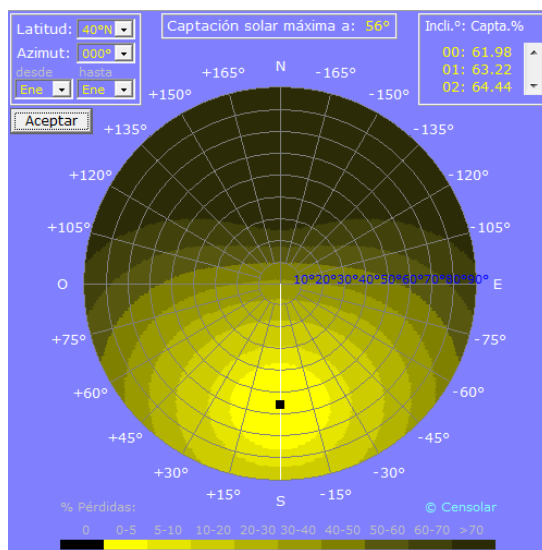 Latitud: 40°N
Captación solar máxima a: 56°
Incli.º: Capta.%
Azimut: 000°
00: 61.98
desde hasta
01: 63.22
Ene Ene
02: 64.44
Aceptar
N
+165° -165°
+150° -150°
+135° -135°
+120° -120°
+105° -105°
O 10°20°30°40°50°60°70°80°90° E
+75° -75°
+60° -60°
+45° -45°
+30° -30°
+15° S -15°
% Pérdidas:
© Censolar
0 0-5 5-10 10-20 20-30 30-40 40-50 50-60 60-70 >70